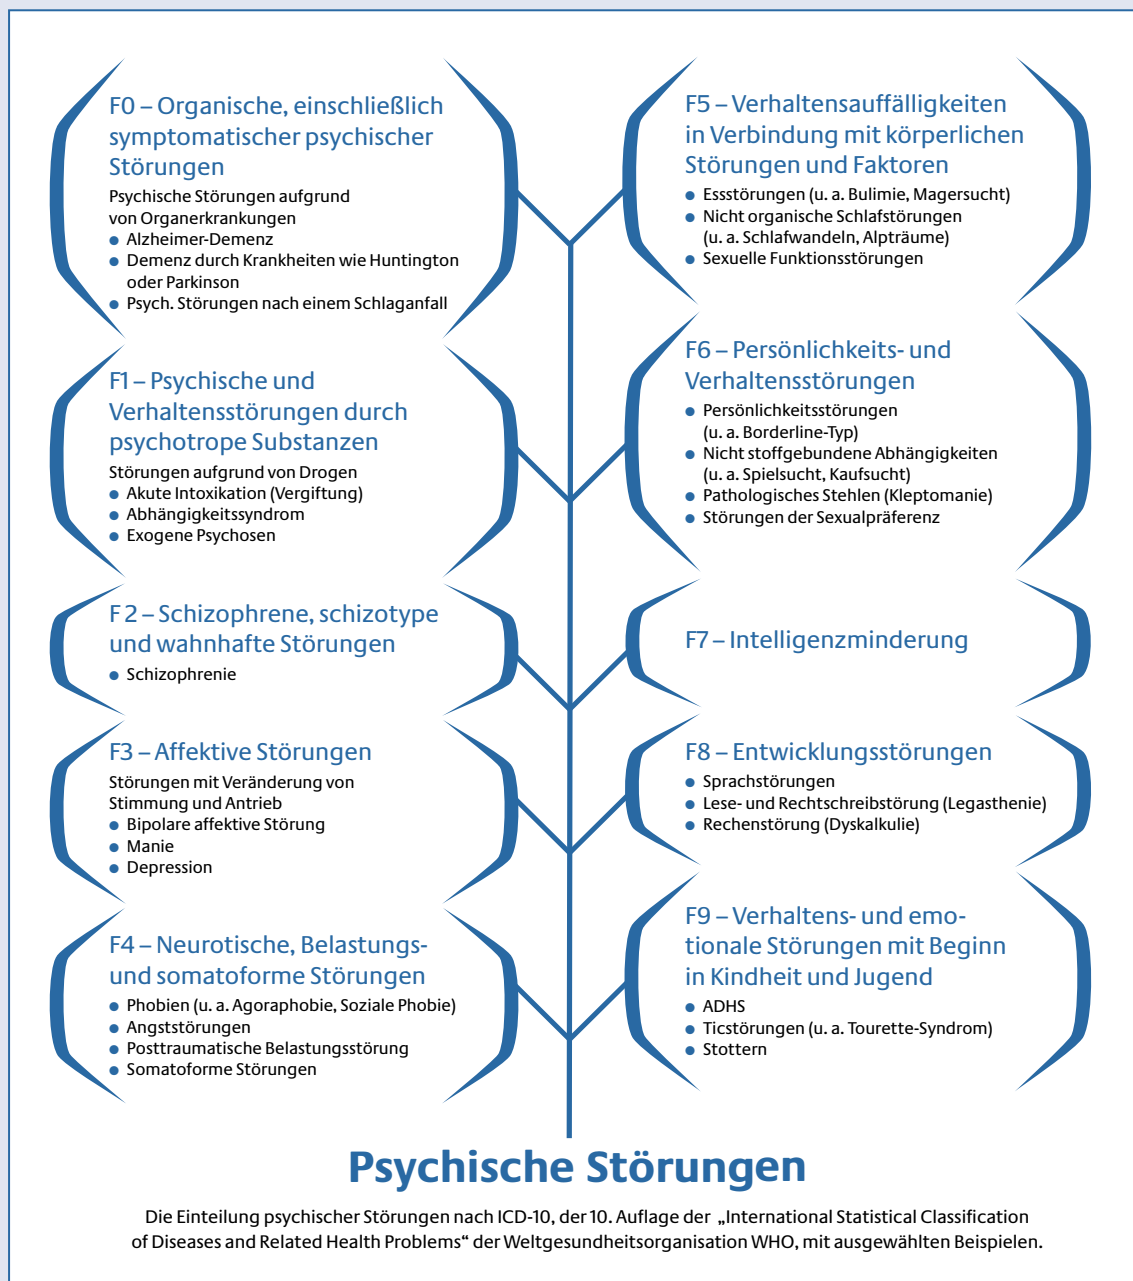 F0 – Organische, einschließlich
symptomatischer psychischer
Störungen
Psychische Störungen aufgrund
von Organerkrankungen
● Alzheimer-Demenz
● Demenz durch Krankheiten wie Huntington
oder Parkinson
● Psych. Störungen nach einem Schlaganfall
F1 – Psychische und
Verhaltensstörungen durch
psychotrope Substanzen
Störungen aufgrund von Drogen
● Akute Intoxikation (Vergiftung)
● Abhängigkeitssyndrom
● Exogene Psychosen
F 2 – Schizophrene, schizotype
und wahnhafte Störungen
● Schizophrenie
F3 – Affektive Störungen
Störungen mit Veränderung von
Stimmung und Antrieb
● Bipolare affektive Störung
● Manie
● Depression
F4 – Neurotische, Belastungs-
und somatoforme Störungen
● Phobien (u. a. Agoraphobie, Soziale Phobie)
● Angststörungen
● Posttraumatische Belastungsstörung
● Somatoforme Störungen
F5 – Verhaltensauffälligkeiten
in Verbindung mit körperlichen
Störungen und Faktoren
● Essstörungen (u. a. Bulimie, Magersucht)
● Nicht organische Schlafstörungen
(u. a. Schlafwandeln, Alpträume)
● Sexuelle Funktionsstörungen
F6 – Persönlichkeits- und
Verhaltensstörungen
● Persönlichkeitsstörungen
(u. a. Borderline-Typ)
● Nicht stoffgebundene Abhängigkeiten
(u. a. Spielsucht, Kaufsucht)
● Pathologisches Stehlen (Kleptomanie)
● Störungen der Sexualpräferenz
F7 – Intelligenzminderung
F8 – Entwicklungsstörungen
● Sprachstörungen
● Lese- und Rechtschreibstörung (Legasthenie)
● Rechenstörung (Dyskalkulie)
F9 – Verhaltens- und emo-
tionale Störungen mit Beginn
in Kindheit und Jugend
● ADHS
● Ticstörungen (u. a. Tourette-Syndrom)
● Stottern
Psychische Störungen
Die Einteilung psychischer Störungen nach ICD-10, der 10. Auflage der „International Statistical Classification
of Diseases and Related Health Problems“ der Weltgesundheitsorganisation WHO, mit ausgewählten Beispielen.